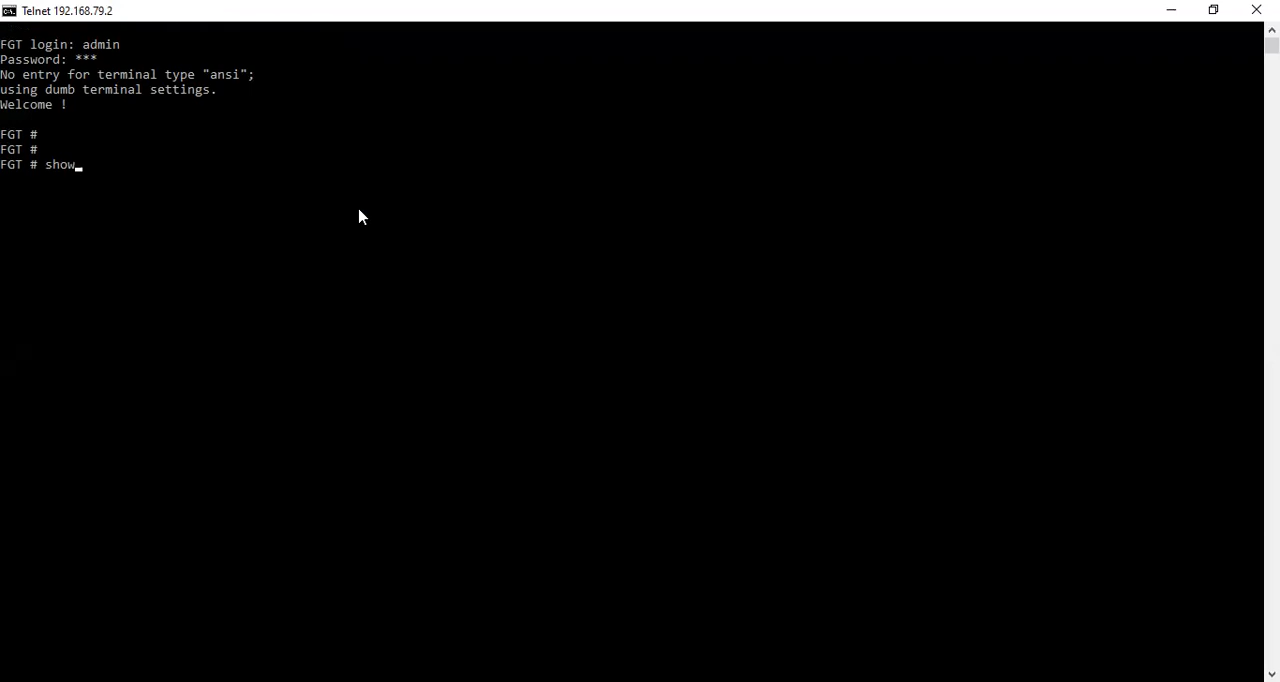 Telnet 192.168.79.2
FGT login: admin
Password: ***
No entry for terminal type "ansi";
using dumb terminal settings.
Welcome !
FGT #
FGT #
FGT # show_